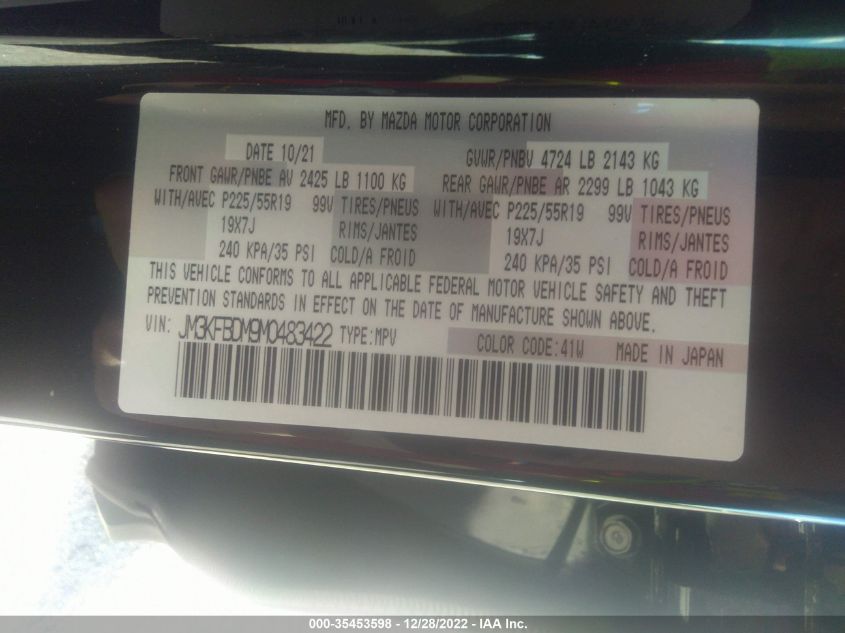 MFD. BY MAZDA MOTOR CORPORATION
DATE 10/21 GVWR/PNBV 4724 LB 2143 KG
FRONT GAWR/PNBE AV 2425 LB 1100 KG REAR GAWR/PNBE AR 2299 LB 1043 KG
WITH/AVEC P225/55R19 99V TIRES/PNEUS WITH/AVEC P225/55R19 99V TIRES/PNEUS
19X7J RIMS/JANTES 19X7J RIMS/JANTES
240 KPA/35 PSI COLD/A FROID 240 KPA/35 PSI COLD/A FROID
THIS VEHICLE CONFORMS TO ALL APPLICABLE FEDERAL MOTOR VEHICLE SAFETY AND THEFT
PREVENTION STANDARDS IN EFFECT ON THE DATE OF MANUFACTURE SHOWN ABOVE.
VIN: JM3KFBDM9M0483422 TYPE:MPV COLOR CODE:41W MADE IN JAPAN
000-35453598 - 12/28/2022 - IAA Inc.